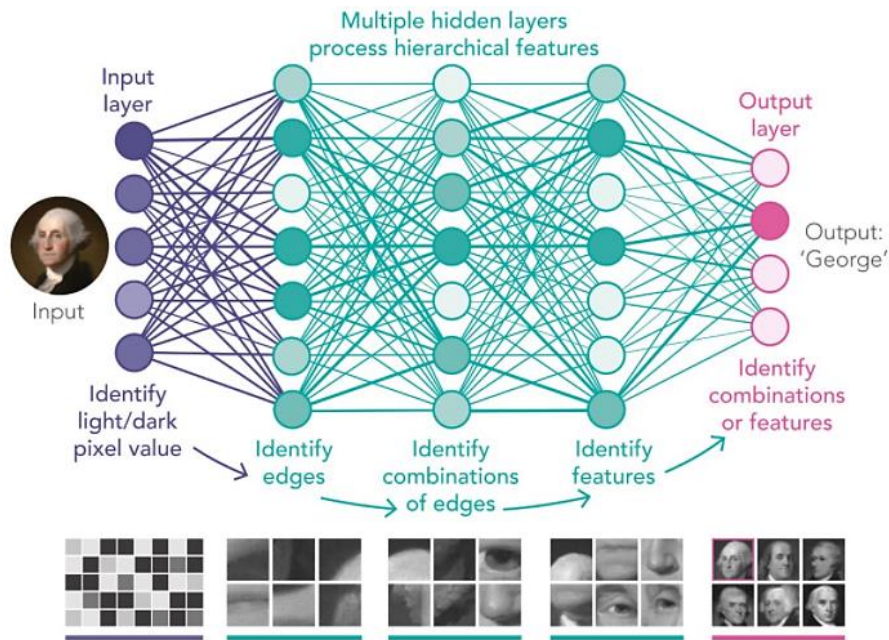 Multiple hidden layers
process hierarchical features
Input
layer
Output
layer
Input
Output:
'George'
Identify
light/dark
pixel value
Identify
edges
Identify
combinations
of edges
Identify
features
Identify
combinations
or features